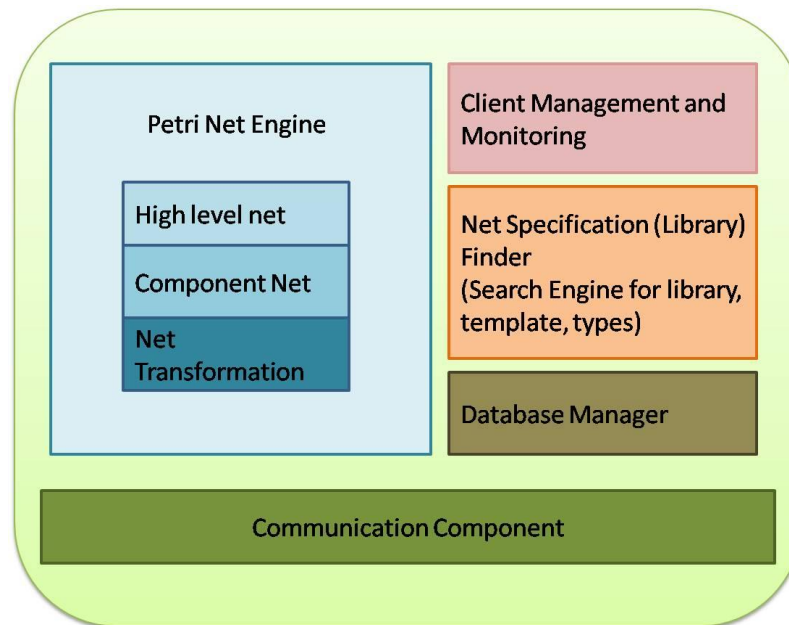 Petri Net Engine
High level net
Component Net
Net
Transformation
Client Management and
Monitoring
Net Specification (Library)
Finder
(Search Engine for library,
template, types)
Database Manager
Communication Component